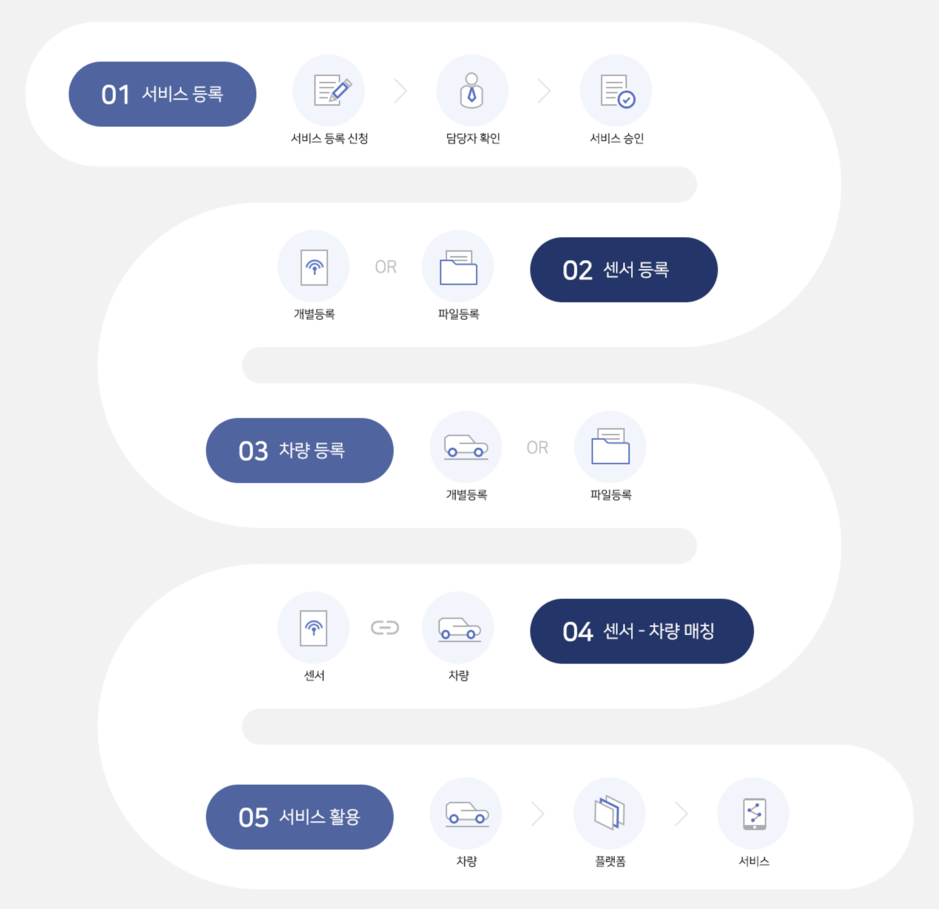 01 서비스 등록
서비스 등록 신청
담당자 확인
서비스 승인
개별등록
OR
파일등록
02 센서 등록
03 차량 등록
개별등록
OR
파일등록
센서
차량
04 센서 - 차량 매칭
05 서비스 활용
차량
플랫폼
서비스